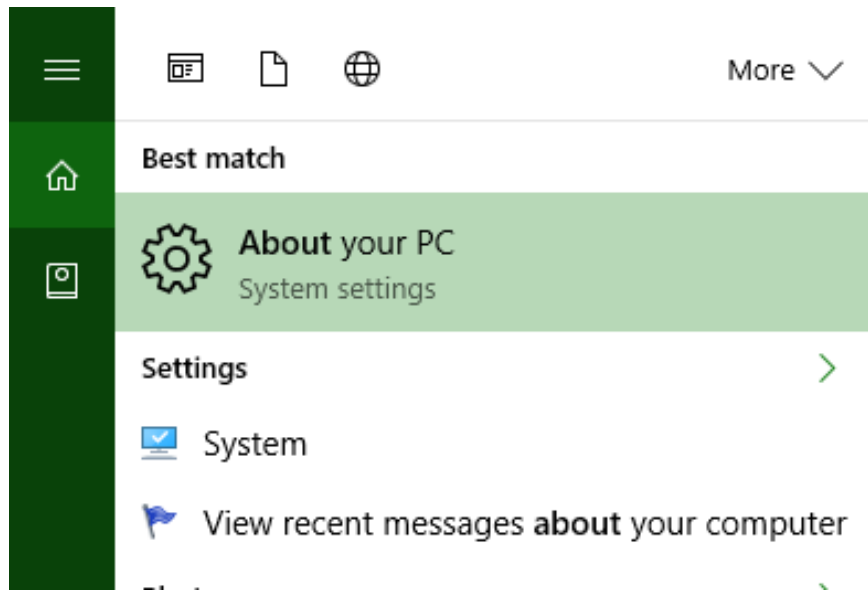 More
Best match
About your PC
System settings
Settings
System
View recent messages about your computer